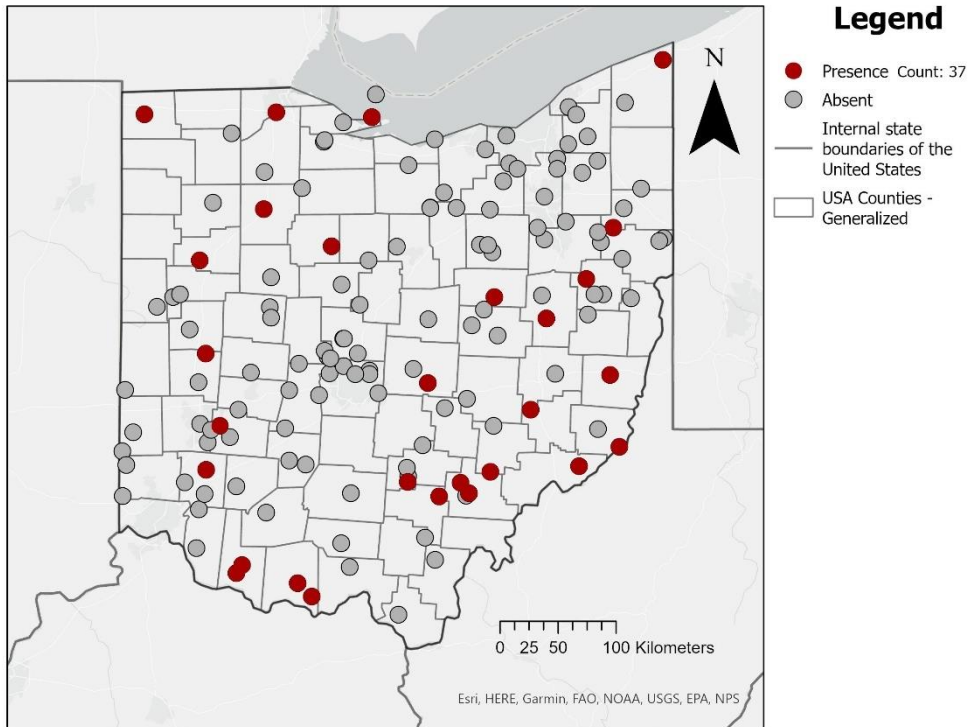 Legend
N
Presence Count: 37
Absent
Internal state
boundaries of the
United States
USA Counties -
Generalized
0 25 50 100 Kilometers
Esri, HERE, Garmin, FAO, NOAA, USGS, EPA, NPS